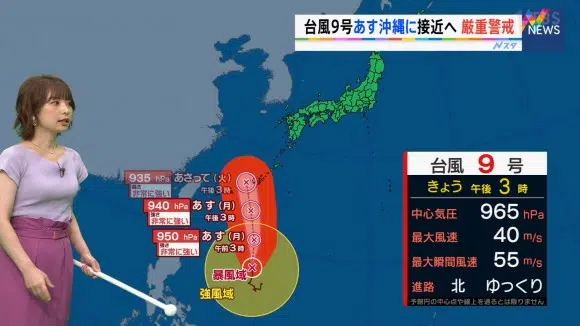 TBS NEWS
台風9号あす沖縄に接近へ 厳重警戒
Nスタ
935 hPa あさって(火)
強さ 非常に強い 午後3時
940 hPa あす(月)
強さ 非常に強い 午後3時
950 hPa あす(月)
強さ 非常に強い 午前3時
暴風域
強風域
台風 9 号
きょう 午後 3 時
中心気圧 965 hPa
最大風速 40 m/s
最大瞬間風速 55 m/s
進路 北 ゆっくり
予報円の中心点や線上を通るとは限りません